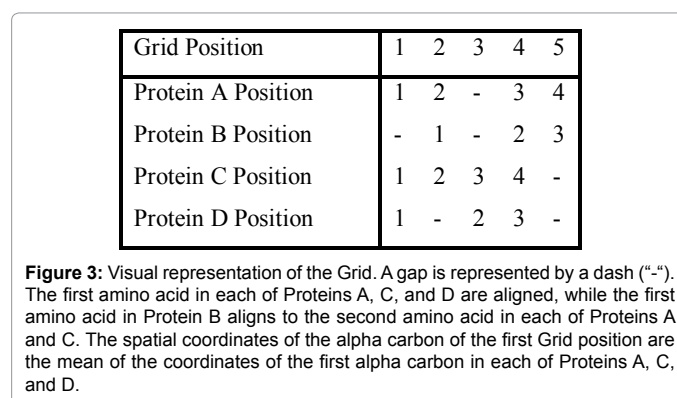 Grid Position 1 2 3 4 5
Protein A Position 1 2 - 3 4
Protein B Position - 1 - 2 3
Protein C Position 1 2 3 4 -
Protein D Position 1 - 2 3 -
Figure 3: Visual representation of the Grid. A gap is represented by a dash (“-“).
The first amino acid in each of Proteins A, C, and D are aligned, while the first
amino acid in Protein B aligns to the second amino acid in each of Proteins A
and C. The spatial coordinates of the alpha carbon of the first Grid position are
the mean of the coordinates of the first alpha carbon in each of Proteins A, C,
and D.